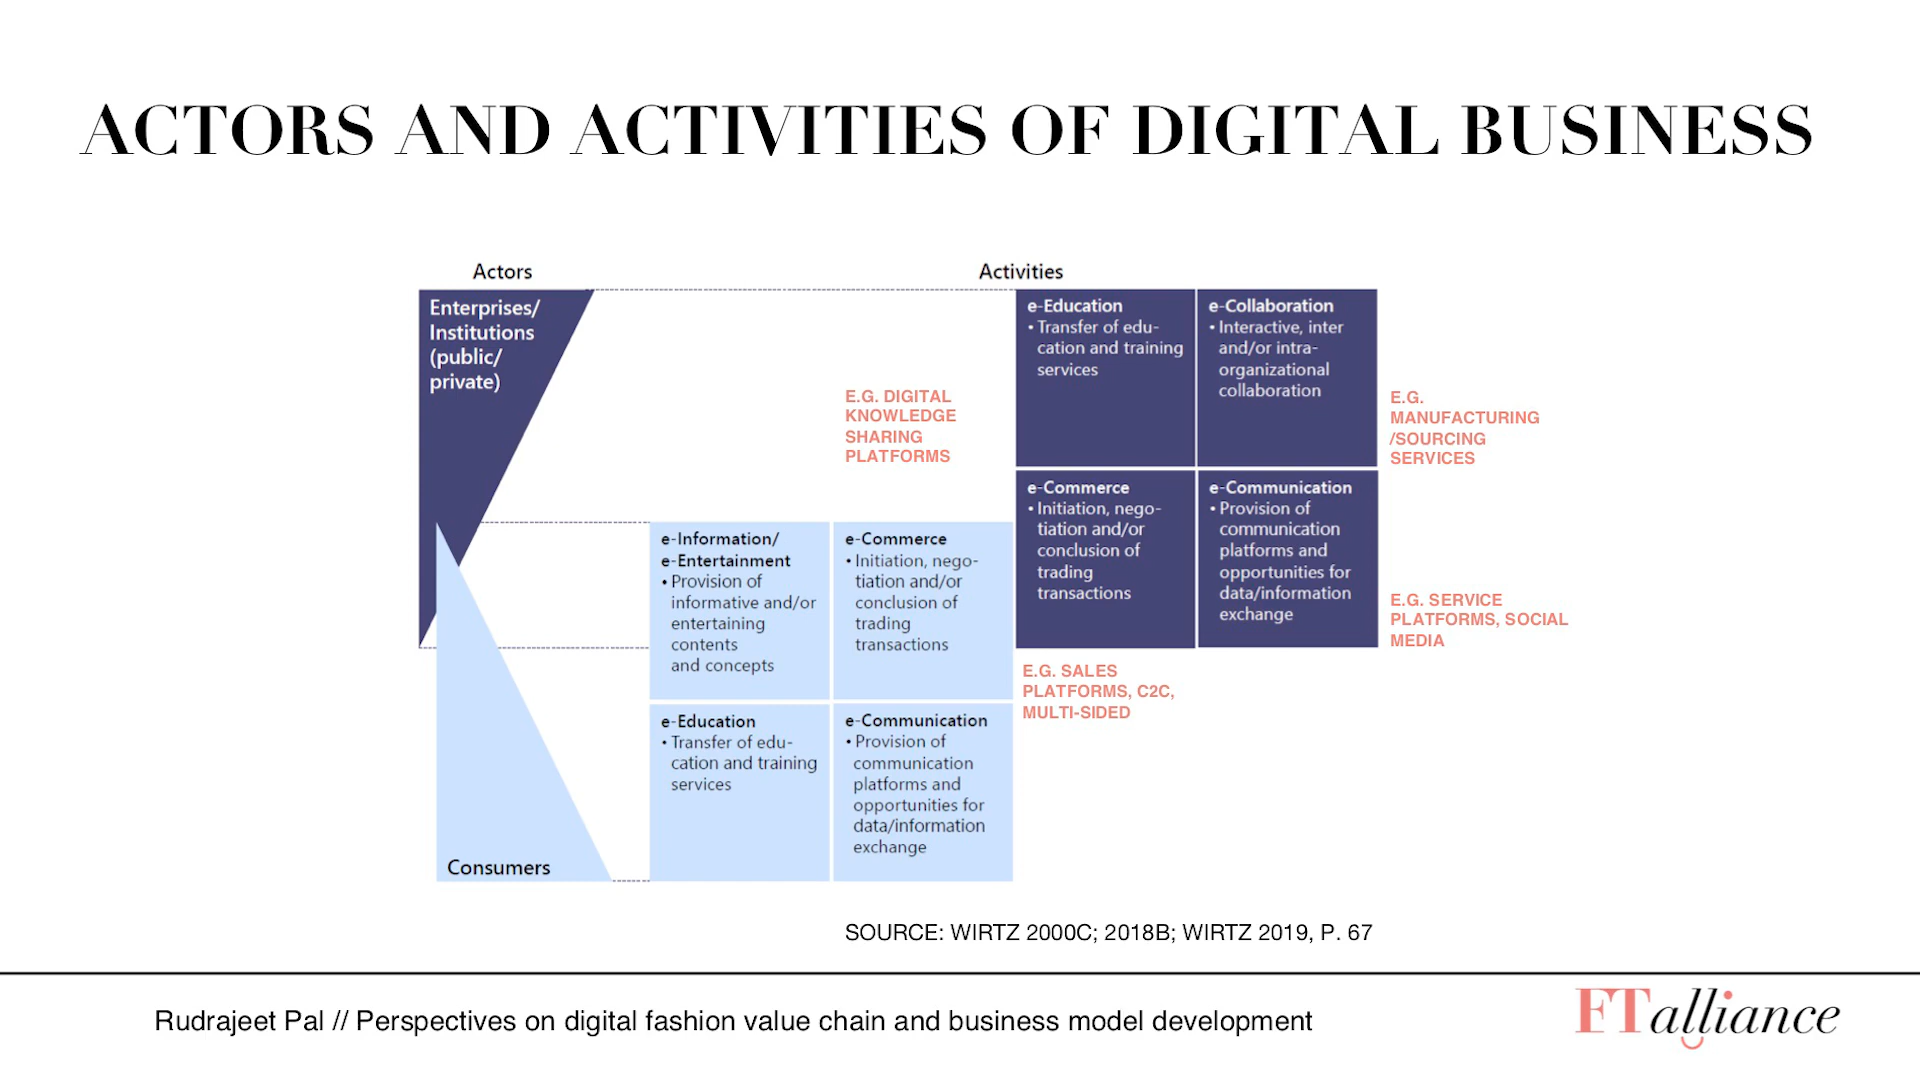 ACTORS AND ACTIVITIES OF DIGITAL BUSINESS
Actors
Activities
Enterprises/
Institutions
(public/
private)
e-Education
• Transfer of edu-
cation and training
services
e-Collaboration
• Interactive, inter
and/or intra-
organizational
collaboration
E.G. DIGITAL
KNOWLEDGE
SHARING
PLATFORMS
E.G.
MANUFACTURING
/SOURCING
SERVICES
e-Commerce
• Initiation, nego-
tiation and/or
conclusion of
trading
transactions
e-Communication
• Provision of
communication
platforms and
opportunities for
data/information
exchange
E.G. SERVICE
PLATFORMS, SOCIAL
MEDIA
e-Information/
e-Entertainment
• Provision of
informative and/or
entertaining
contents
and concepts
e-Commerce
• Initiation, nego-
tiation and/or
conclusion of
trading
transactions
E.G. SALES
PLATFORMS, C2C,
MULTI-SIDED
e-Education
• Transfer of edu-
cation and training
services
e-Communication
• Provision of
communication
platforms and
opportunities for
data/information
exchange
Consumers
SOURCE: WIRTZ 2000C; 2018B; WIRTZ 2019, P. 67
Rudrajeet Pal // Perspectives on digital fashion value chain and business model development
FTalliance